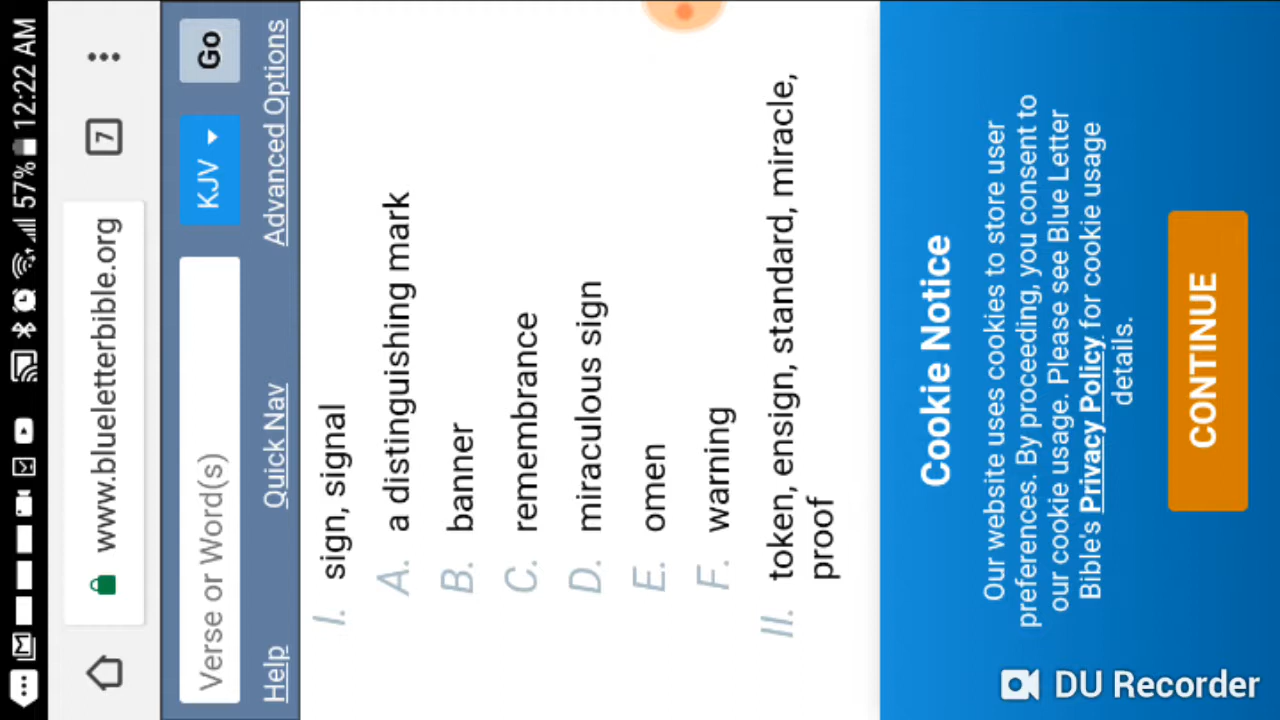 57% 12:22 AM
www.blueletterbible.org
7
Verse or Word(s)
KJV
Go
Help
Quick Nav
Advanced Options
I. sign, signal
A. a distinguishing mark
B. banner
C. remembrance
D. miraculous sign
E. omen
F. warning
II. token, ensign, standard, miracle,
proof
Cookie Notice
Our website uses cookies to store user
preferences. By proceeding, you consent to
our cookie usage. Please see Blue Letter
Bible's Privacy Policy for cookie usage
details.
CONTINUE
DU Recorder